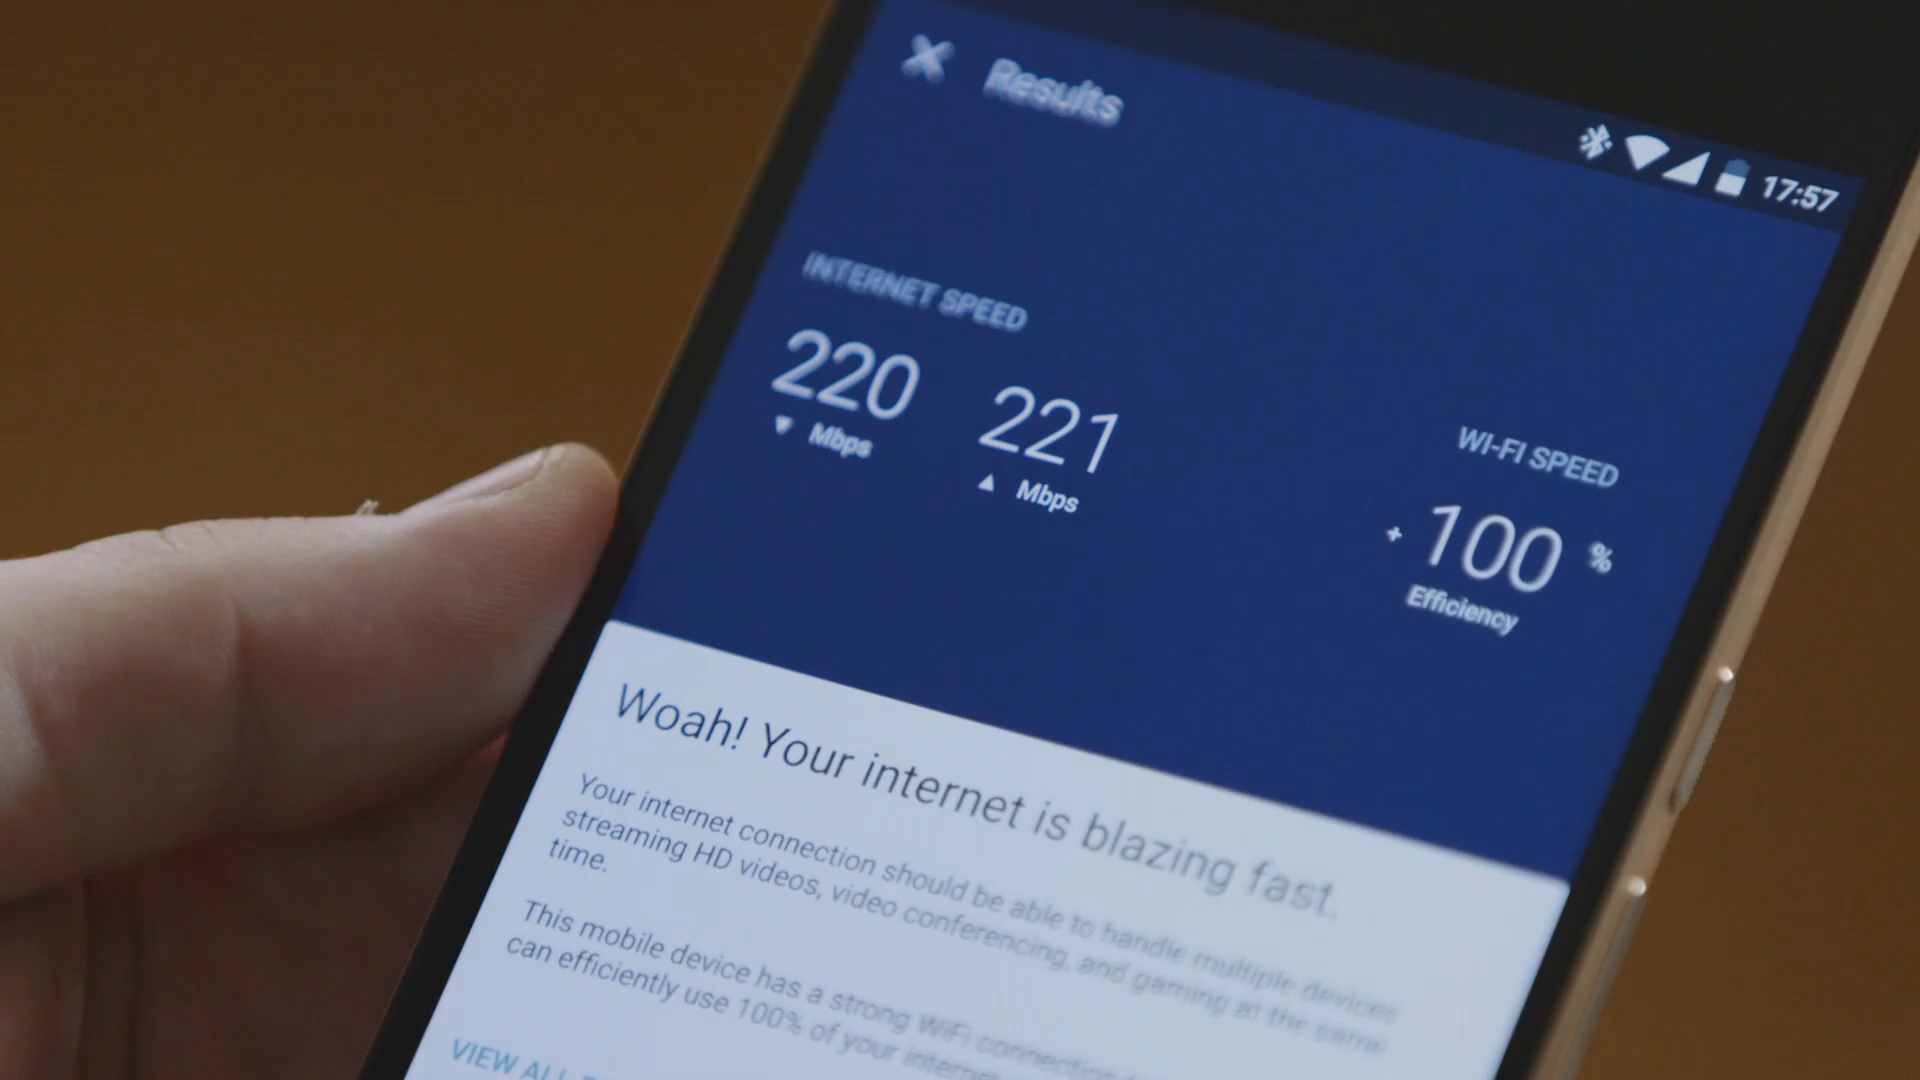 17:57
Results
INTERNET SPEED
220
Mbps
221
Mbps
WI-FI SPEED
+ 100 %
Efficiency
Woah! Your internet is blazing fast.
Your internet connection should be able to handle multiple devices
streaming HD videos, video conferencing, and gaming at the same
time.
This mobile device has a strong WiFi connection
can efficiently use 100% of your internet
VIEW ALL